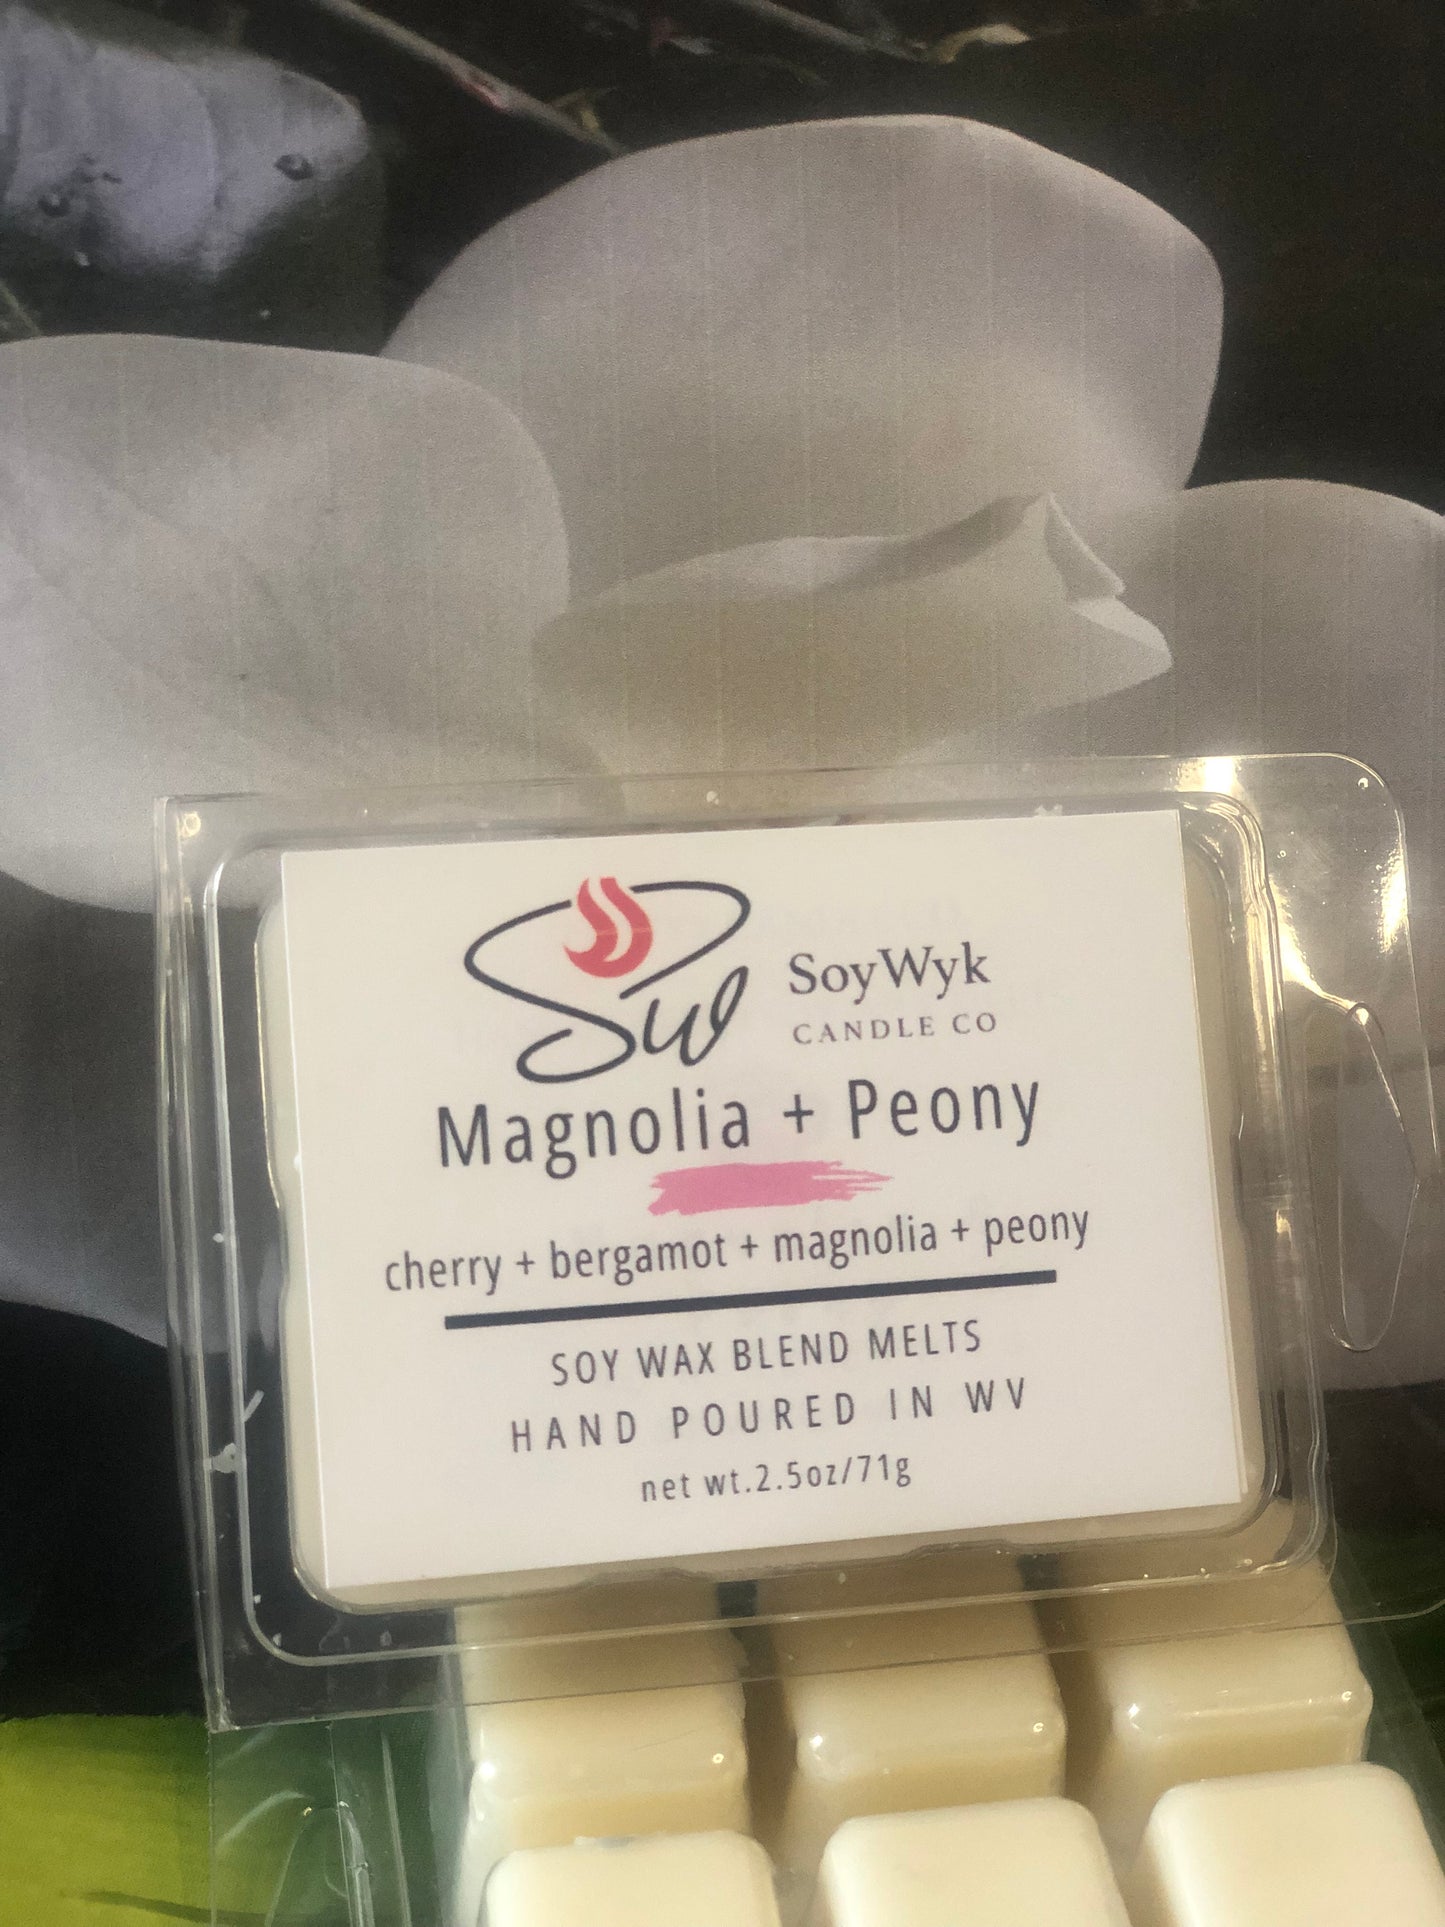 Sw
SoyWyk
CANDLE CO
Magnolia + Peony
cherry + bergamot + magnolia + peony
SOY WAX BLEND MELTS
HAND POURED IN WV
net wt.2.5oz/71g